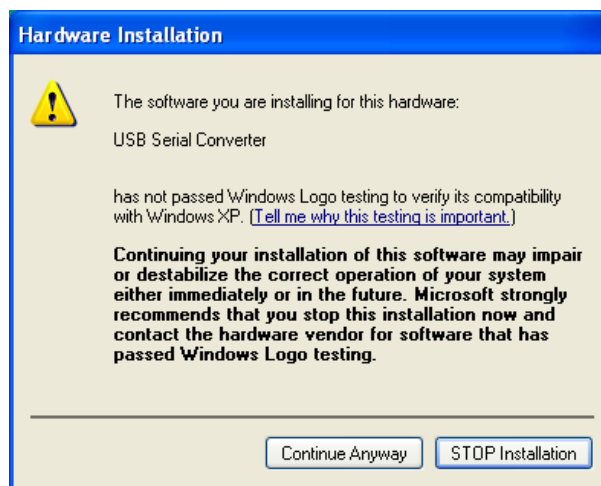 Hardware Installation
The software you are installing for this hardware:
USB Serial Converter
has not passed Windows Logo testing to verify its compatibility
with Windows XP. (Tell me why this testing is important.)
Continuing your installation of this software may impair
or destabilize the correct operation of your system
either immediately or in the future. Microsoft strongly
recommends that you stop this installation now and
contact the hardware vendor for software that has
passed Windows Logo testing.
Continue Anyway
STOP Installation